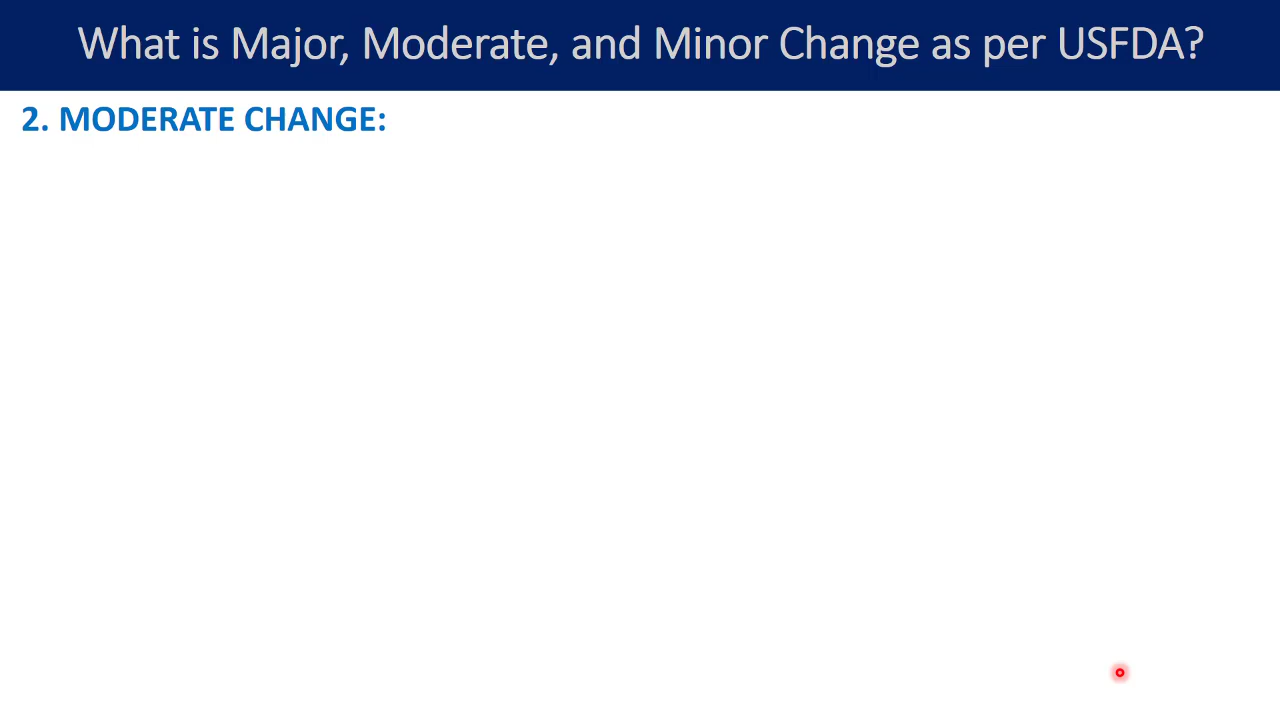 What is Major, Moderate, and Minor Change as per USFDA?
2. MODERATE CHANGE: